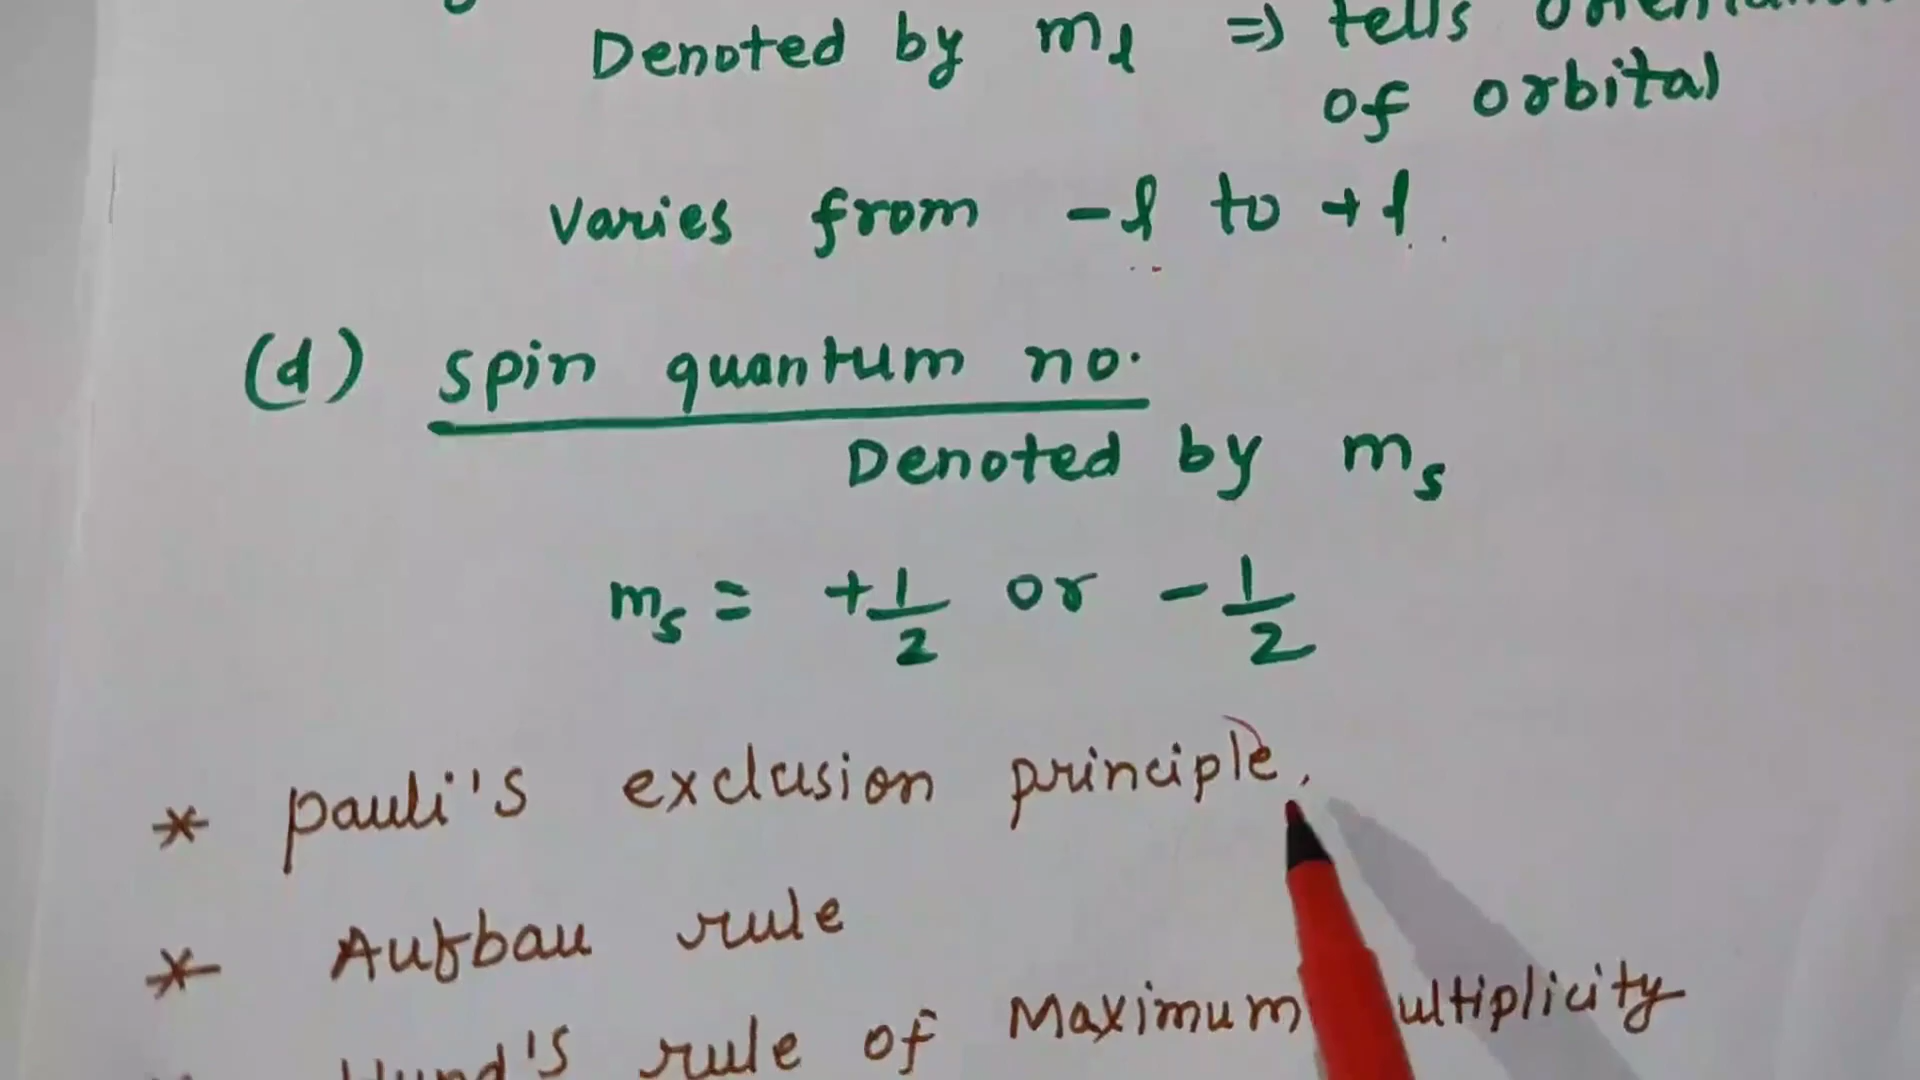 Denoted by mₗ ⇒ tells
of orbital
Varies from -l to +l
(d) spin quantum no.
Denoted by mₛ
mₛ = +1/2 or -1/2
* Pauli's exclusion principle.
* Aufbau rule
Hund's rule of Maximum ultiplicity